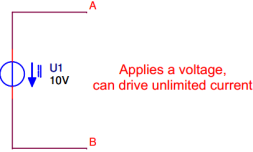 A
U1
10V
Applies a voltage,
can drive unlimited current
B